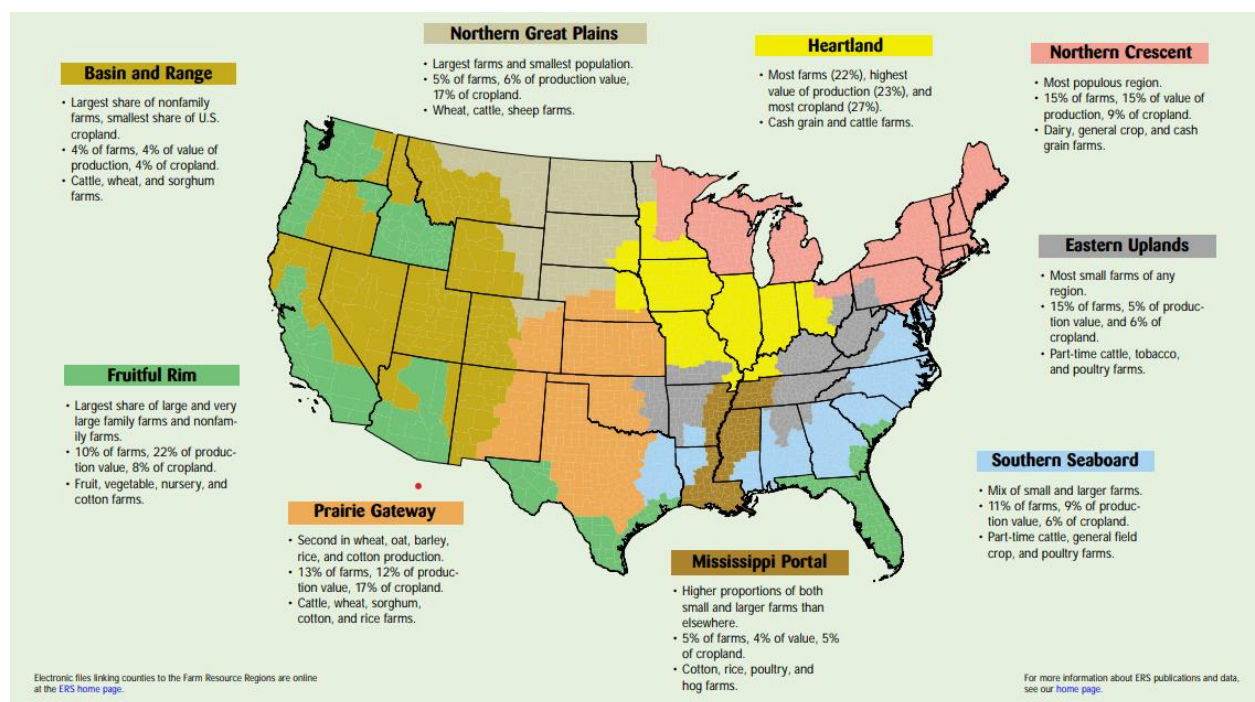 Northern Great Plains
• Largest farms and smallest population.
• 5% of farms, 6% of production value,
17% of cropland.
• Wheat, cattle, sheep farms.
Heartland
• Most farms (22%), highest
value of production (23%), and
most cropland (27%).
• Cash grain and cattle farms.
Northern Crescent
• Most populous region.
• 15% of farms, 15% of value of
production, 9% of cropland.
• Dairy, general crop, and cash
grain farms.
Basin and Range
• Largest share of nonfamily
farms, smallest share of U.S.
cropland.
• 4% of farms, 4% of value of
production, 4% of cropland.
• Cattle, wheat, and sorghum
farms.
Eastern Uplands
• Most small farms of any
region.
• 15% of farms, 5% of produc-
tion value, and 6% of
cropland.
• Part-time cattle, tobacco,
and poultry farms.
Fruitful Rim
• Largest share of large and very
large family farms and nonfam-
ily farms.
• 10% of farms, 22% of produc-
tion value, 8% of cropland.
• Fruit, vegetable, nursery, and
cotton farms.
Southern Seaboard
• Mix of small and larger farms.
• 11% of farms, 9% of produc-
tion value, 6% of cropland.
• Part-time cattle, general field
crop, and poultry farms.
Prairie Gateway
• Second in wheat, oat, barley,
rice, and cotton production.
• 13% of farms, 12% of produc-
tion value, 17% of cropland.
• Cattle, wheat, sorghum,
cotton, and rice farms.
Mississippi Portal
• Higher proportions of both
small and larger farms than
elsewhere.
• 5% of farms, 4% of value, 5%
of cropland.
• Cotton, rice, poultry, and
hog farms.
Electronic files linking counties to the Farm Resource Regions are online
at the ERS home page.
For more information about ERS publications and data,
see our home page.